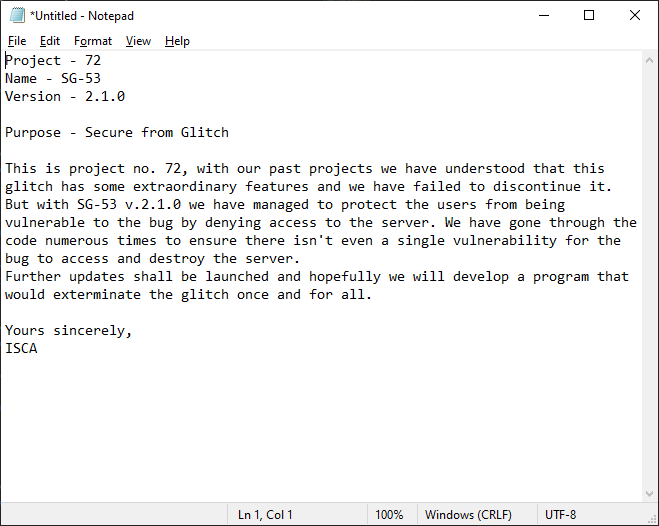 *Untitled - Notepad
File Edit Format View Help
Project - 72
Name - SG-53
Version - 2.1.0
Purpose - Secure from Glitch
This is project no. 72, with our past projects we have understood that this
glitch has some extraordinary features and we have failed to discontinue it.
But with SG-53 v.2.1.0 we have managed to protect the users from being
vulnerable to the bug by denying access to the server. We have gone through the
code numerous times to ensure there isn't even a single vulnerability for the
bug to access and destroy the server.
Further updates shall be launched and hopefully we will develop a program that
would exterminate the glitch once and for all.
Yours sincerely,
ISCA
Ln 1, Col 1 100% Windows (CRLF) UTF-8